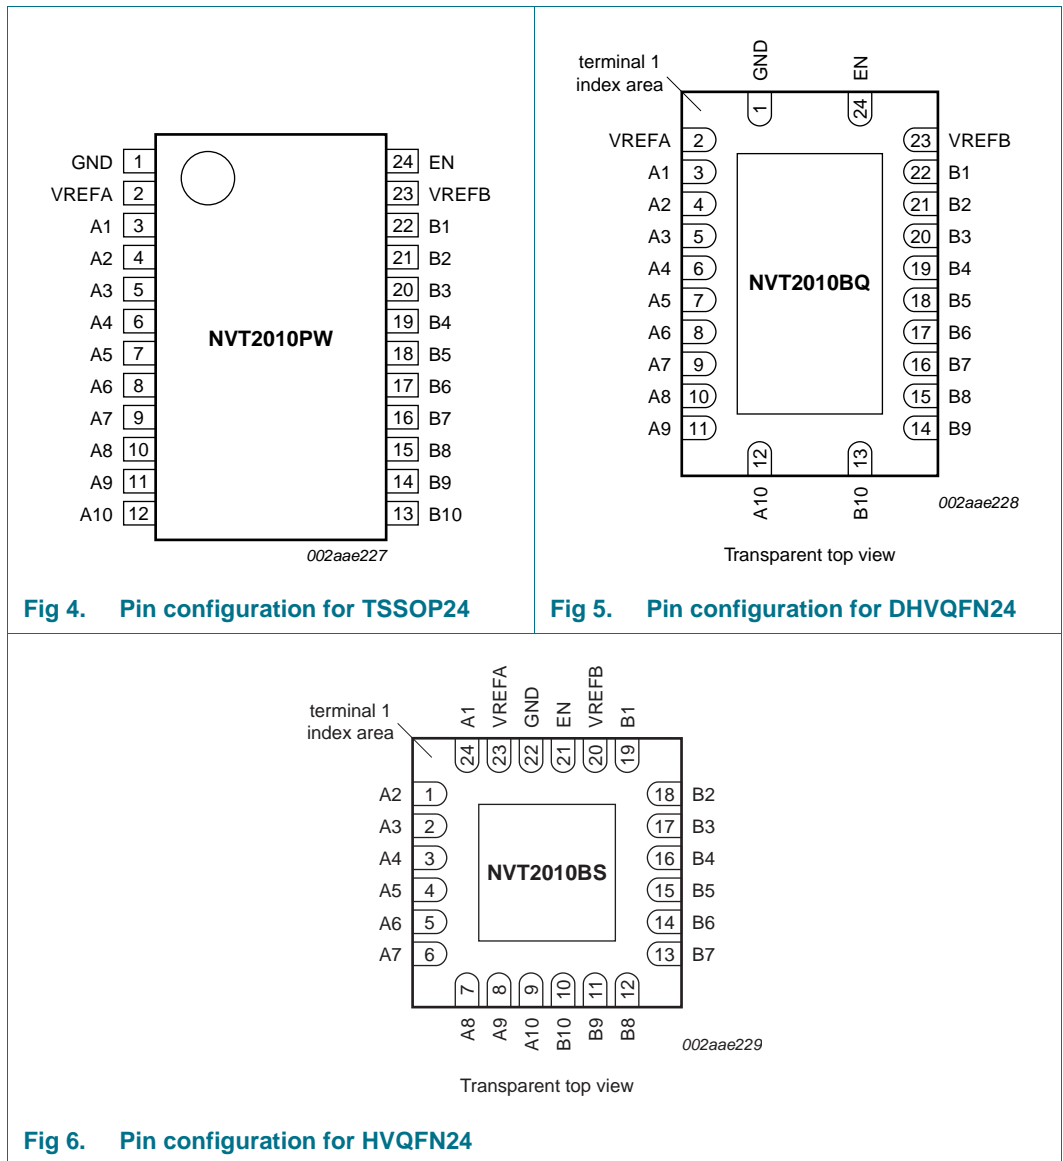 GND 1 24 EN
VREFA 2 23 VREFB
A1 3 22 B1
A2 4 21 B2
A3 5 20 B3
A4 6 19 B4
NVT2010PW
A5 7 18 B5
A6 8 17 B6
A7 9 16 B7
A8 10 15 B8
A9 11 14 B9
A10 12 13 B10
002aae227
Fig 4. Pin configuration for TSSOP24
terminal 1
index area
GND EN
1 24
VREFA 2 23 VREFB
A1 3 22 B1
A2 4 21 B2
A3 5 20 B3
A4 6 19 B4
NVT2010BQ
A5 7 18 B5
A6 8 17 B6
A7 9 16 B7
A8 10 15 B8
A9 11 14 B9
12 13
A10 B10
002aae228
Transparent top view
Fig 5. Pin configuration for DHVQFN24
terminal 1
index area
A1 VREFA GND EN VREFB B1
24 23 22 21 20 19
A2 1 18 B2
A3 2 17 B3
A4 3 16 B4
NVT2010BS
A5 4 15 B5
A6 5 14 B6
A7 6 13 B7
7 8 9 10 11 12
A8 A9 A10 B10 B9 B8
002aae229
Transparent top view
Fig 6. Pin configuration for HVQFN24